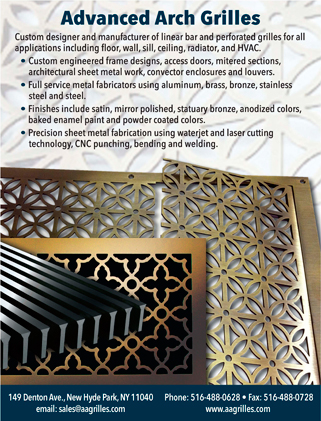 Advanced Arch Grilles
Custom designer and manufacturer of linear bar and perforated grilles for all
applications including floor, wall, sill, ceiling, radiator, and HVAC.
• Custom engineered frame designs, access doors, mitered sections,
architectural sheet metal work, convector enclosures and louvers.
• Full service metal fabricators using aluminum, brass, bronze, stainless
steel and steel.
• Finishes include satin, mirror polished, statuary bronze, anodized colors,
baked enamel paint and powder coated colors.
• Precision sheet metal fabrication using waterjet and laser cutting
technology, CNC punching, bending and welding.
149 Denton Ave., New Hyde Park, NY 11040 Phone: 516-488-0628 • Fax: 516-488-0728
email: sales@aagrilles.com www.aagrilles.com